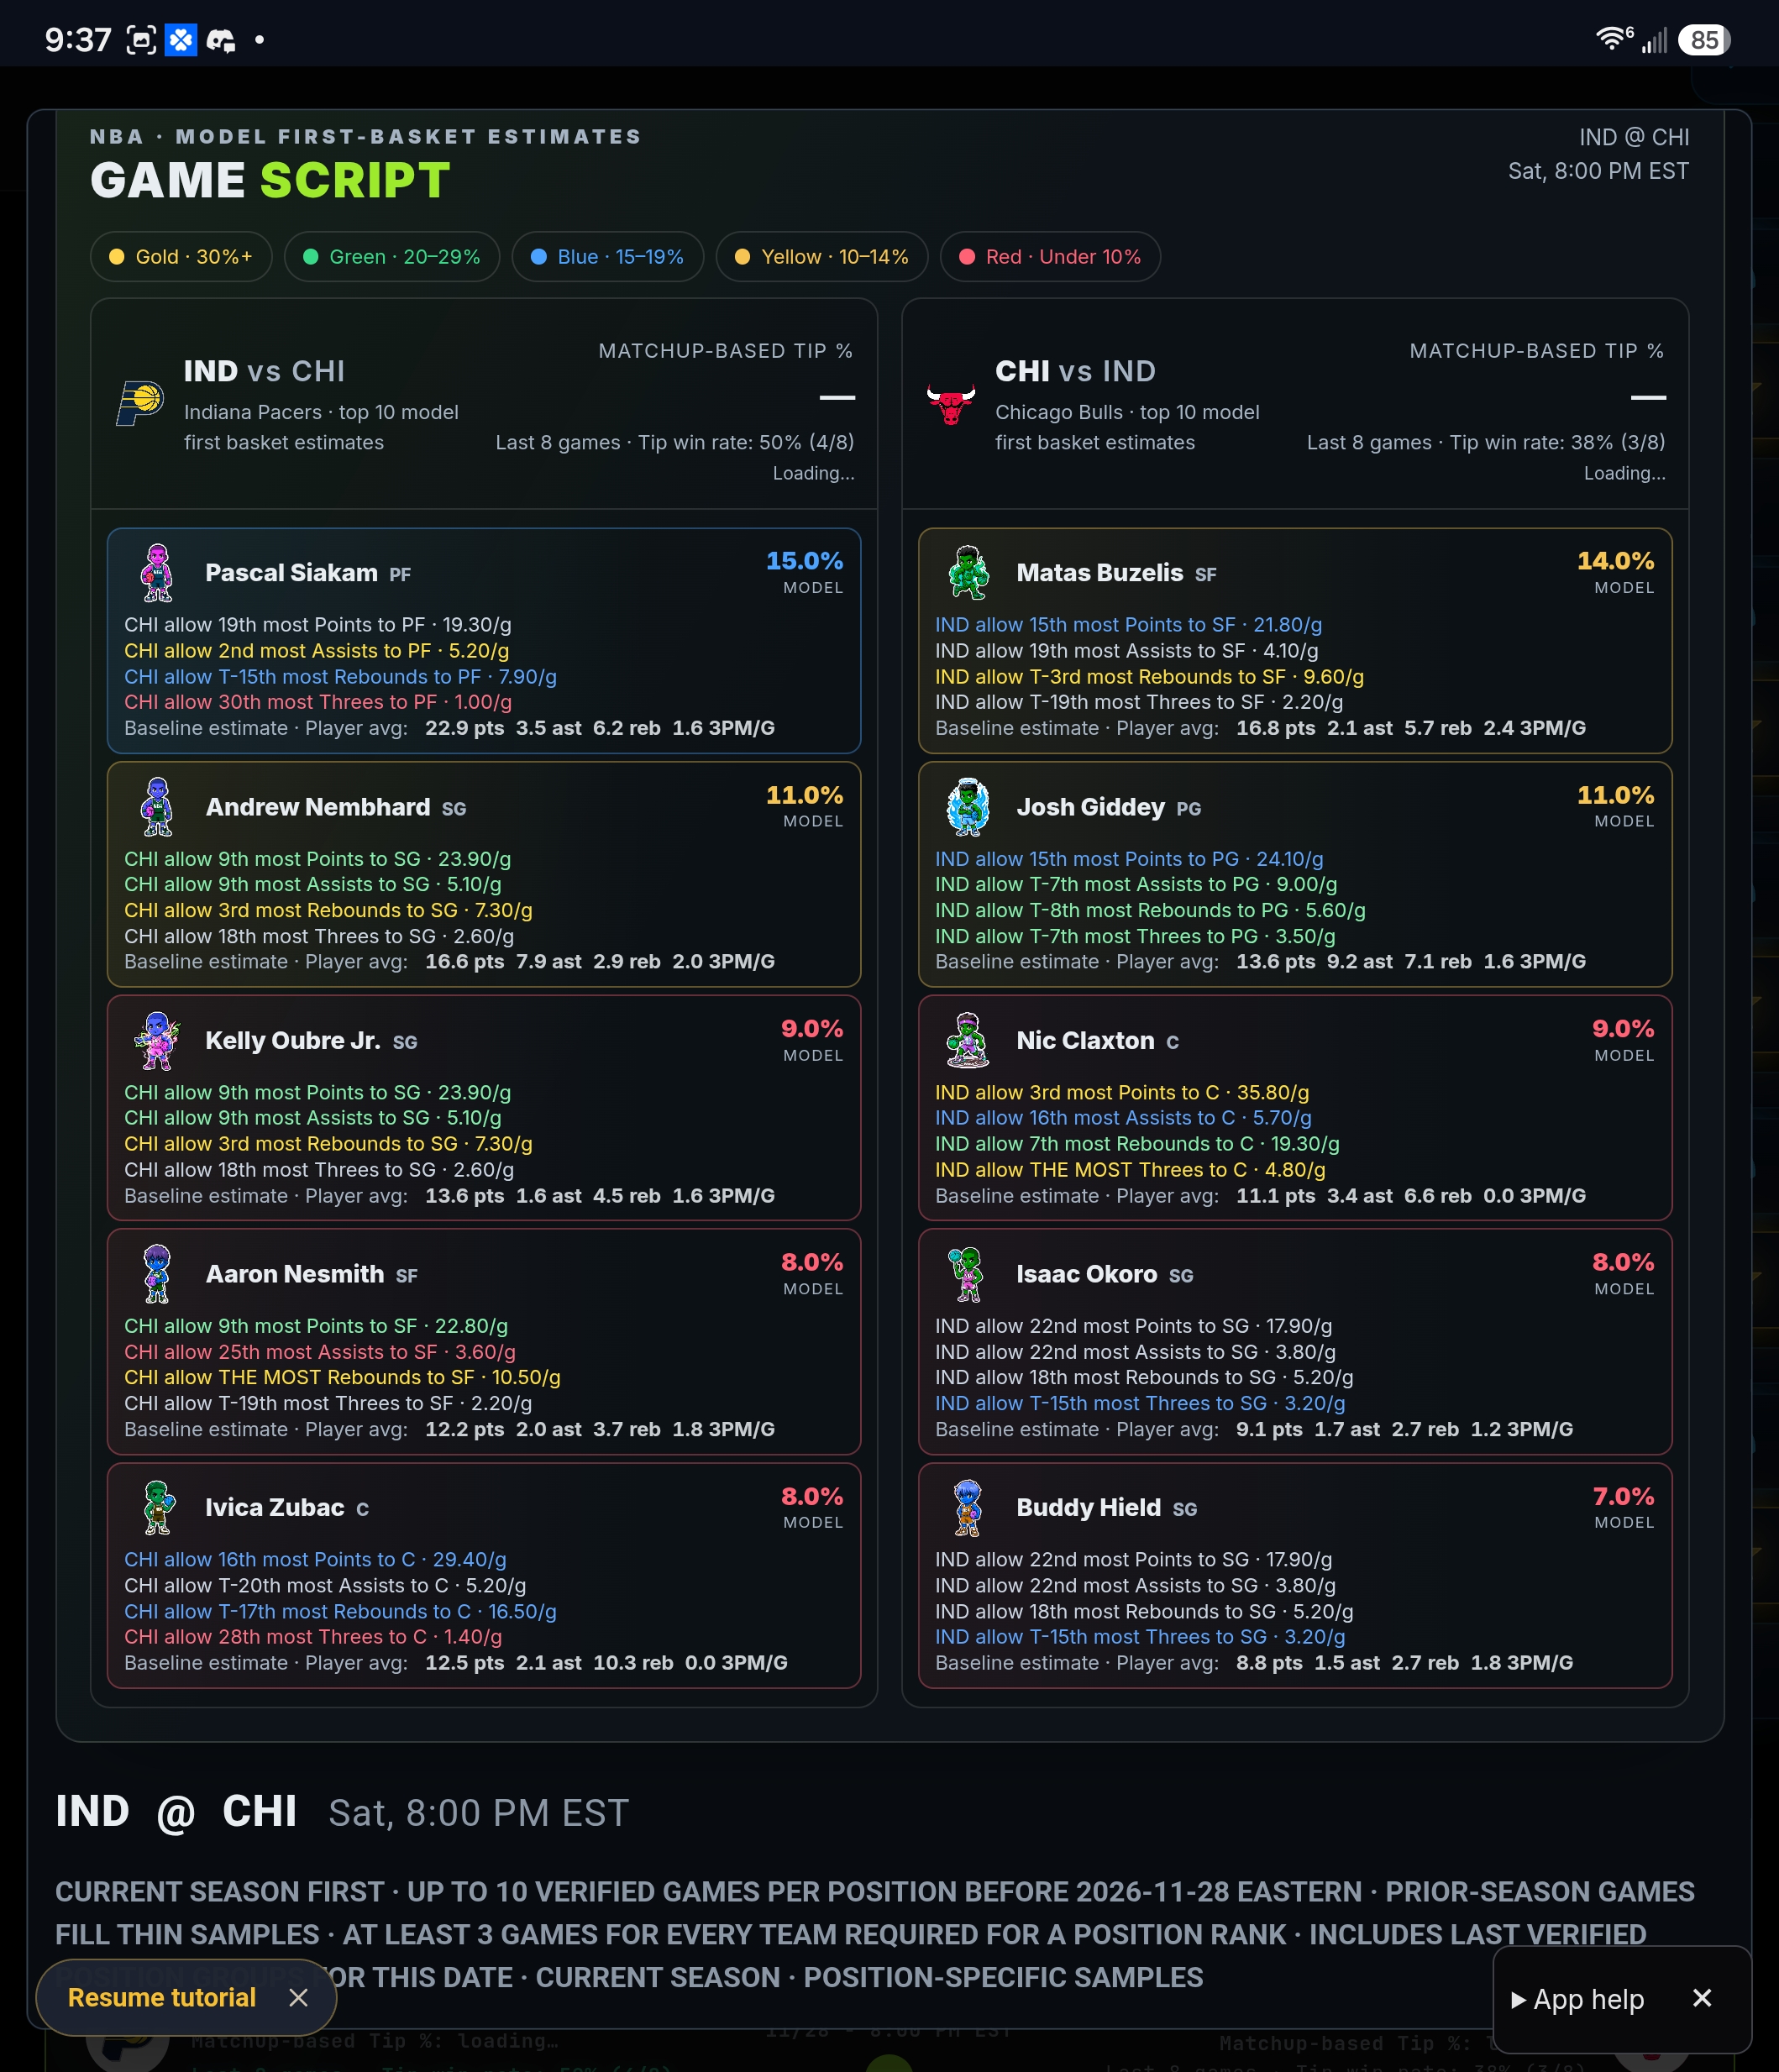 9:37
6 85
NBA · MODEL FIRST-BASKET ESTIMATES
GAME SCRIPT
IND @ CHI
Sat, 8:00 PM EST
Gold · 30%+
Green · 20–29%
Blue · 15–19%
Yellow · 10–14%
Red · Under 10%
IND vs CHI
Indiana Pacers · top 10 model
first basket estimates
MATCHUP-BASED TIP %
—
Last 8 games · Tip win rate: 50% (4/8)
Loading...
Pascal Siakam PF
15.0%
MODEL
CHI allow 19th most Points to PF · 19.30/g
CHI allow 2nd most Assists to PF · 5.20/g
CHI allow T-15th most Rebounds to PF · 7.90/g
CHI allow 30th most Threes to PF · 1.00/g
Baseline estimate · Player avg: 22.9 pts 3.5 ast 6.2 reb 1.6 3PM/G
Andrew Nembhard SG
11.0%
MODEL
CHI allow 9th most Points to SG · 23.90/g
CHI allow 9th most Assists to SG · 5.10/g
CHI allow 3rd most Rebounds to SG · 7.30/g
CHI allow 18th most Threes to SG · 2.60/g
Baseline estimate · Player avg: 16.6 pts 7.9 ast 2.9 reb 2.0 3PM/G
Kelly Oubre Jr. SG
9.0%
MODEL
CHI allow 9th most Points to SG · 23.90/g
CHI allow 9th most Assists to SG · 5.10/g
CHI allow 3rd most Rebounds to SG · 7.30/g
CHI allow 18th most Threes to SG · 2.60/g
Baseline estimate · Player avg: 13.6 pts 1.6 ast 4.5 reb 1.6 3PM/G
Aaron Nesmith SF
8.0%
MODEL
CHI allow 9th most Points to SF · 22.80/g
CHI allow 25th most Assists to SF · 3.60/g
CHI allow THE MOST Rebounds to SF · 10.50/g
CHI allow T-19th most Threes to SF · 2.20/g
Baseline estimate · Player avg: 12.2 pts 2.0 ast 3.7 reb 1.8 3PM/G
Ivica Zubac C
8.0%
MODEL
CHI allow 16th most Points to C · 29.40/g
CHI allow T-20th most Assists to C · 5.20/g
CHI allow T-17th most Rebounds to C · 16.50/g
CHI allow 28th most Threes to C · 1.40/g
Baseline estimate · Player avg: 12.5 pts 2.1 ast 10.3 reb 0.0 3PM/G
CHI vs IND
Chicago Bulls · top 10 model
first basket estimates
MATCHUP-BASED TIP %
—
Last 8 games · Tip win rate: 38% (3/8)
Loading...
Matas Buzelis SF
14.0%
MODEL
IND allow 15th most Points to SF · 21.80/g
IND allow 19th most Assists to SF · 4.10/g
IND allow T-3rd most Rebounds to SF · 9.60/g
IND allow T-19th most Threes to SF · 2.20/g
Baseline estimate · Player avg: 16.8 pts 2.1 ast 5.7 reb 2.4 3PM/G
Josh Giddey PG
11.0%
MODEL
IND allow 15th most Points to PG · 24.10/g
IND allow T-7th most Assists to PG · 9.00/g
IND allow T-8th most Rebounds to PG · 5.60/g
IND allow T-7th most Threes to PG · 3.50/g
Baseline estimate · Player avg: 13.6 pts 9.2 ast 7.1 reb 1.6 3PM/G
Nic Claxton C
9.0%
MODEL
IND allow 3rd most Points to C · 35.80/g
IND allow 16th most Assists to C · 5.70/g
IND allow 7th most Rebounds to C · 19.30/g
IND allow THE MOST Threes to C · 4.80/g
Baseline estimate · Player avg: 11.1 pts 3.4 ast 6.6 reb 0.0 3PM/G
Isaac Okoro SG
8.0%
MODEL
IND allow 22nd most Points to SG · 17.90/g
IND allow 22nd most Assists to SG · 3.80/g
IND allow 18th most Rebounds to SG · 5.20/g
IND allow T-15th most Threes to SG · 3.20/g
Baseline estimate · Player avg: 9.1 pts 1.7 ast 2.7 reb 1.2 3PM/G
Buddy Hield SG
7.0%
MODEL
IND allow 22nd most Points to SG · 17.90/g
IND allow 22nd most Assists to SG · 3.80/g
IND allow 18th most Rebounds to SG · 5.20/g
IND allow T-15th most Threes to SG · 3.20/g
Baseline estimate · Player avg: 8.8 pts 1.5 ast 2.7 reb 1.8 3PM/G
IND @ CHI Sat, 8:00 PM EST
CURRENT SEASON FIRST · UP TO 10 VERIFIED GAMES PER POSITION BEFORE 2026-11-28 EASTERN · PRIOR-SEASON GAMES
FILL THIN SAMPLES · AT LEAST 3 GAMES FOR EVERY TEAM REQUIRED FOR A POSITION RANK · INCLUDES LAST VERIFIED
POSITION GROUPS FOR THIS DATE · CURRENT SEASON · POSITION-SPECIFIC SAMPLES
Resume tutorial ×
▶ App help ×
Matchup-based Tip %: loading…
11/28 - 8:00 PM EST
Matchup-based Tip %:
Last 8 games · Tip win rate: 50% (4/8)
Last 8 games · Tip win rate: 38% (3/8)